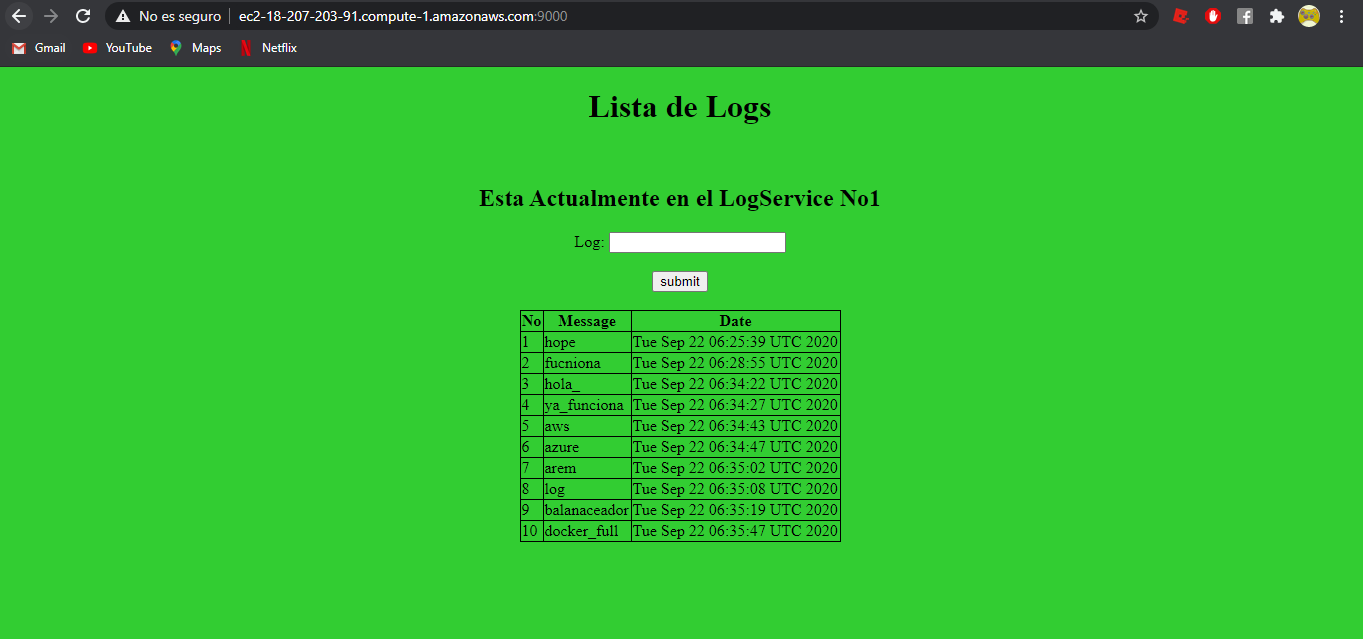 No es seguro ec2-18-207-203-91.compute-1.amazonaws.com:9000
Gmail YouTube Maps Netflix
Lista de Logs
Esta Actualmente en el LogService No1
Log:
submit
No Message Date
1 hope Tue Sep 22 06:25:39 UTC 2020
2 fucniona Tue Sep 22 06:28:55 UTC 2020
3 hola_ Tue Sep 22 06:34:22 UTC 2020
4 ya_funciona Tue Sep 22 06:34:27 UTC 2020
5 aws Tue Sep 22 06:34:43 UTC 2020
6 azure Tue Sep 22 06:34:47 UTC 2020
7 arem Tue Sep 22 06:35:02 UTC 2020
8 log Tue Sep 22 06:35:08 UTC 2020
9 balanaceador Tue Sep 22 06:35:19 UTC 2020
10 docker_full Tue Sep 22 06:35:47 UTC 2020